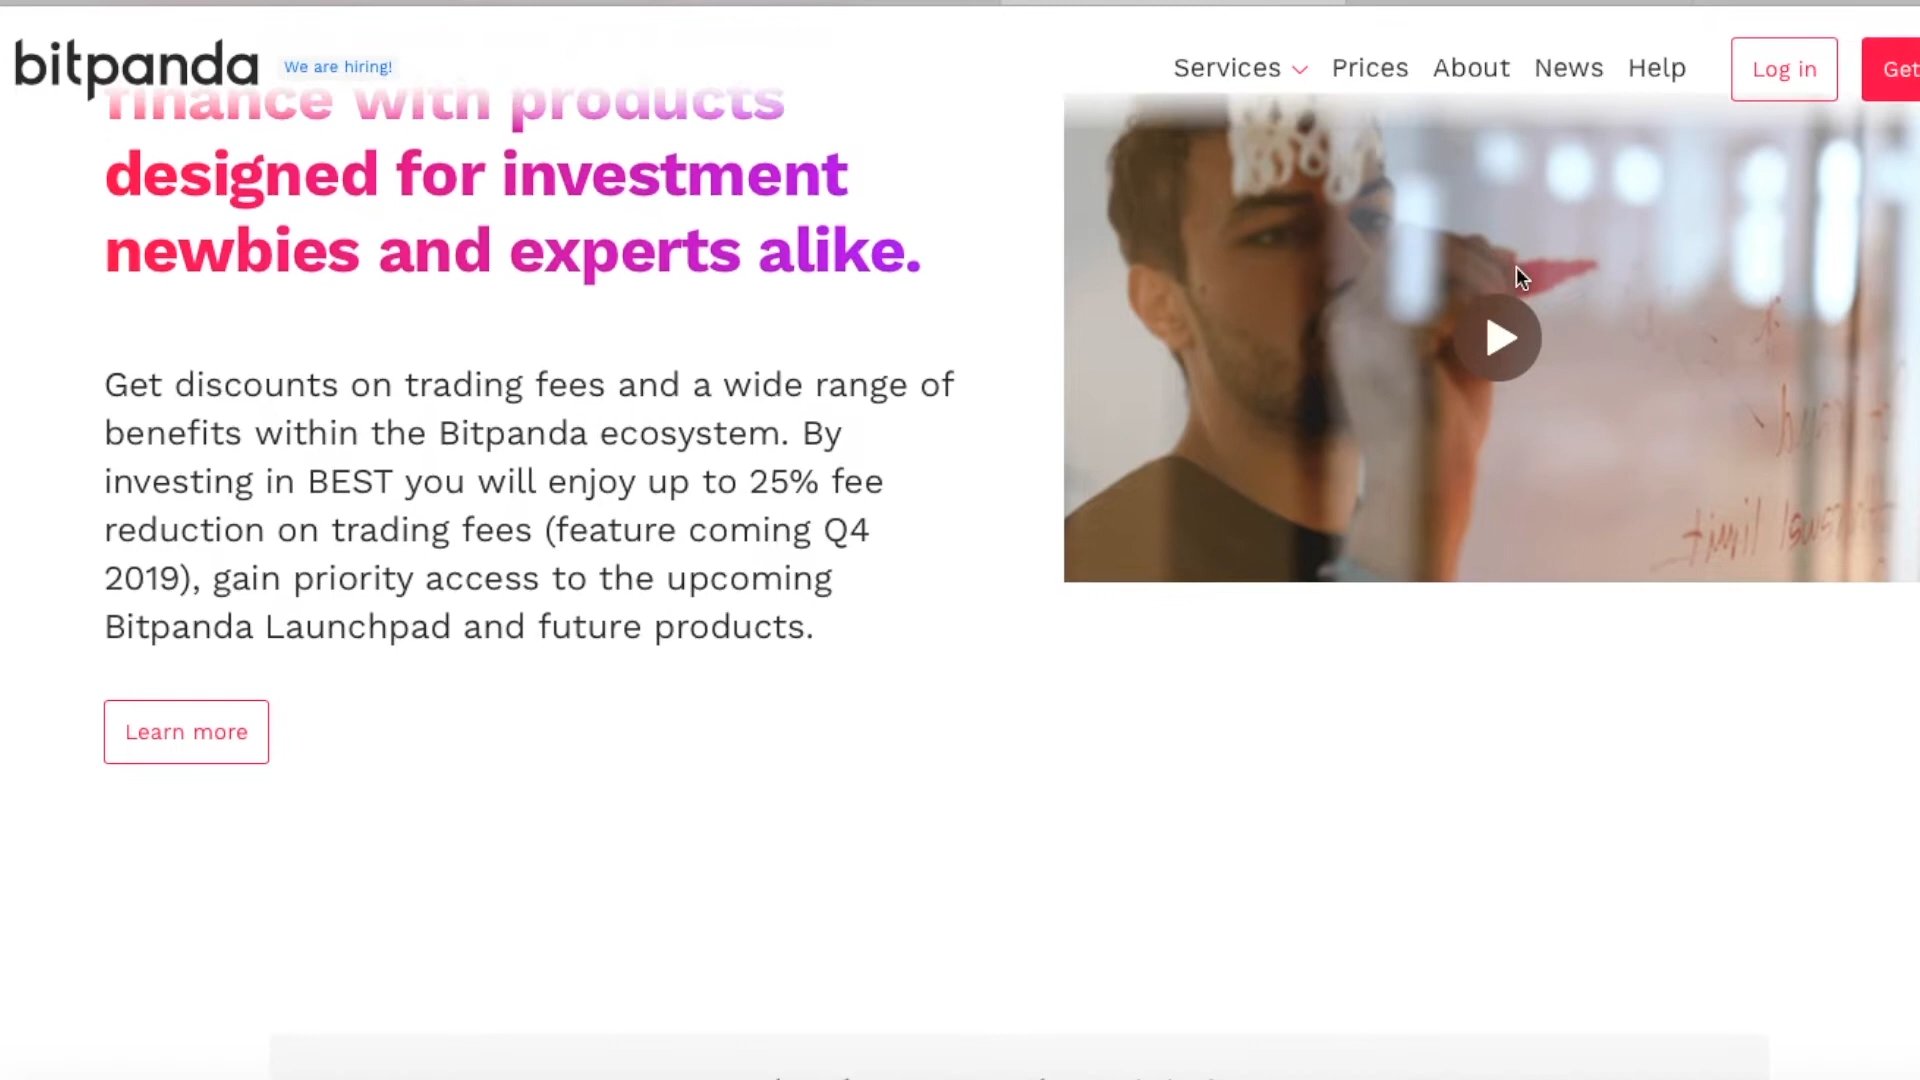 bitpanda We are hiring! Services Prices About News Help Log in Get
finance with products
designed for investment
newbies and experts alike.
Get discounts on trading fees and a wide range of
benefits within the Bitpanda ecosystem. By
investing in BEST you will enjoy up to 25% fee
reduction on trading fees (feature coming Q4
2019), gain priority access to the upcoming
Bitpanda Launchpad and future products.
Learn more